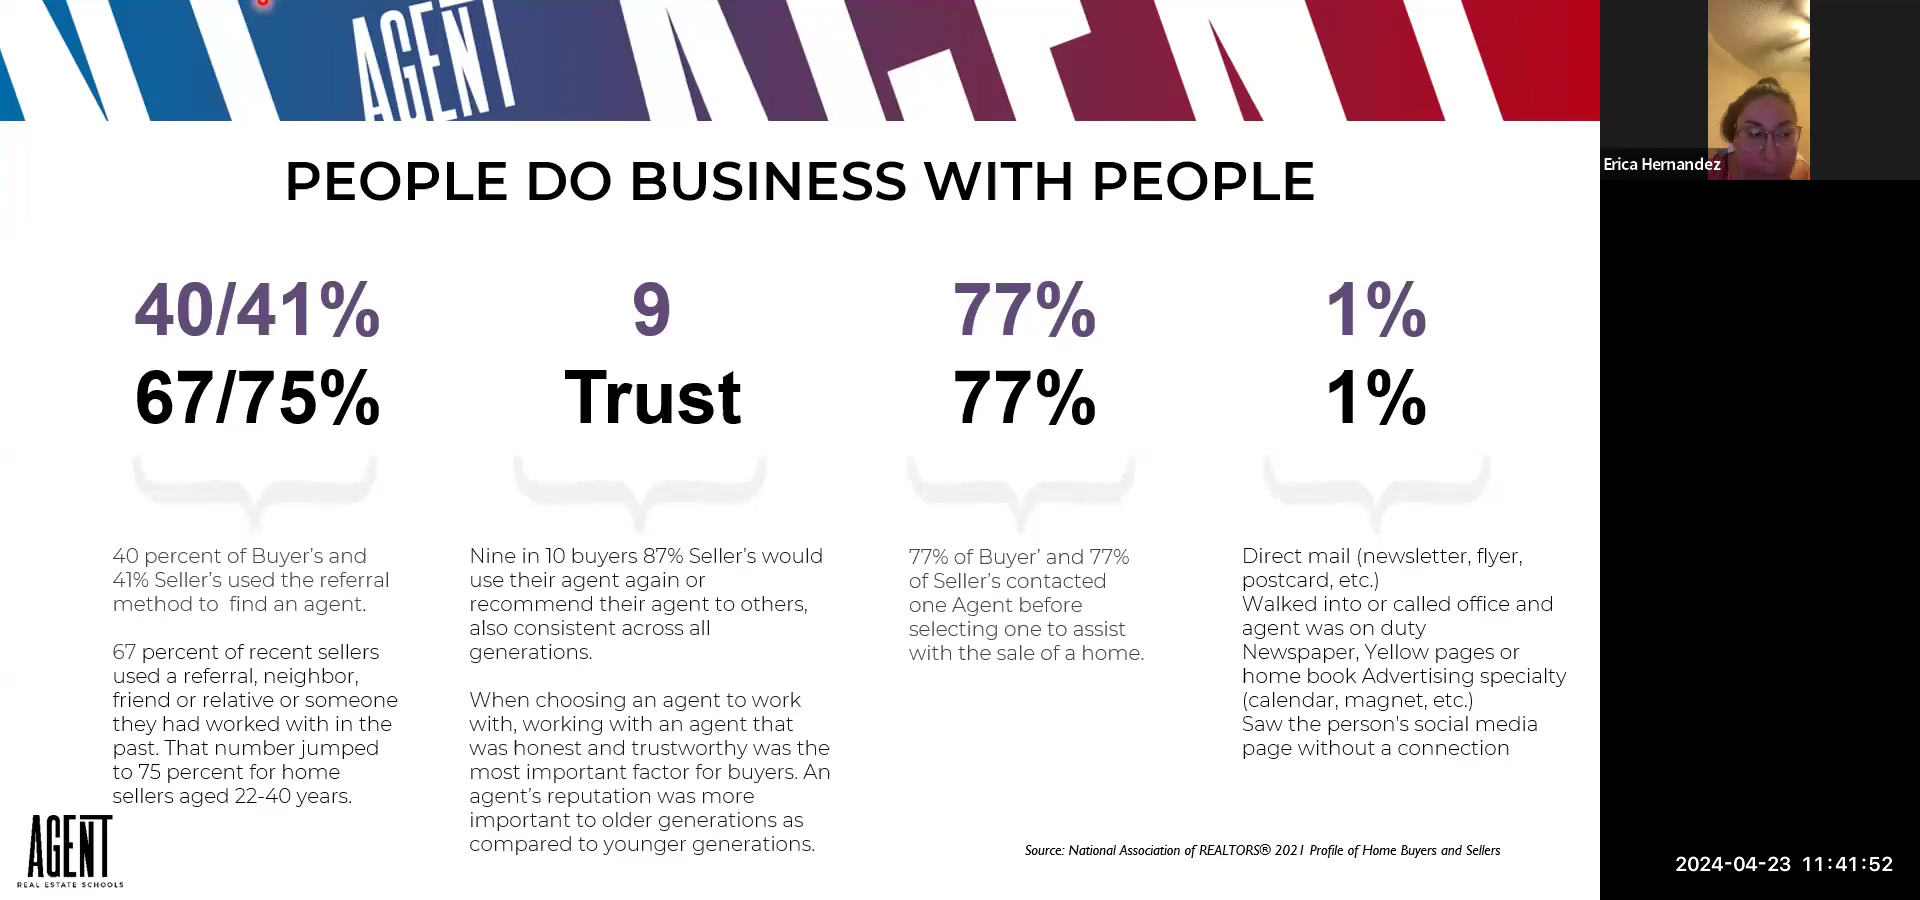 AGENT
PEOPLE DO BUSINESS WITH PEOPLE
40/41%
67/75%
9
Trust
77%
77%
1%
1%
40 percent of Buyer's and
41% Seller's used the referral
method to  find an agent.
67 percent of recent sellers
used a referral, neighbor,
friend or relative or someone
they had worked with in the
past. That number jumped
to 75 percent for home
sellers aged 22-40 years.
Nine in 10 buyers 87% Seller's would
use their agent again or
recommend their agent to others,
also consistent across all
generations.
When choosing an agent to work
with, working with an agent that
was honest and trustworthy was the
most important factor for buyers. An
agent's reputation was more
important to older generations as
compared to younger generations.
77% of Buyer' and 77%
of Seller's contacted
one Agent before
selecting one to assist
with the sale of a home.
Direct mail (newsletter, flyer,
postcard, etc.)
Walked into or called office and
agent was on duty
Newspaper, Yellow pages or
home book Advertising specialty
(calendar, magnet, etc.)
Saw the person's social media
page without a connection
Source: National Association of REALTORS® 2021 Profile of Home Buyers and Sellers
AGENT
REAL ESTATE SCHOOLS
Erica Hernandez
2024-04-23 11:41:52